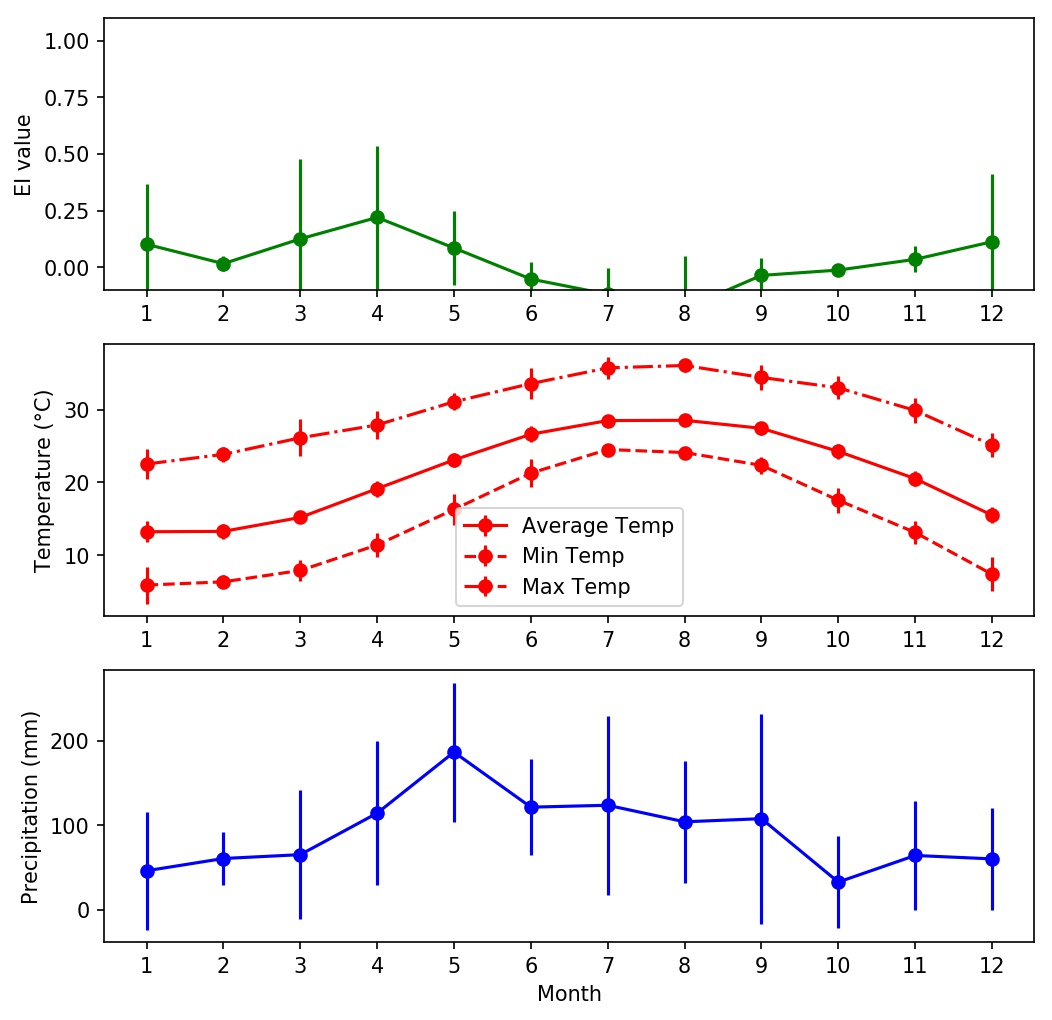 1.00
0.75
0.50
0.25
0.00
EI value
1 2 3 4 5 6 7 8 9 10 11 12
30
20
10
Temperature (°C)
Average Temp
Min Temp
Max Temp
1 2 3 4 5 6 7 8 9 10 11 12
200
100
0
Precipitation (mm)
1 2 3 4 5 6 7 8 9 10 11 12
Month